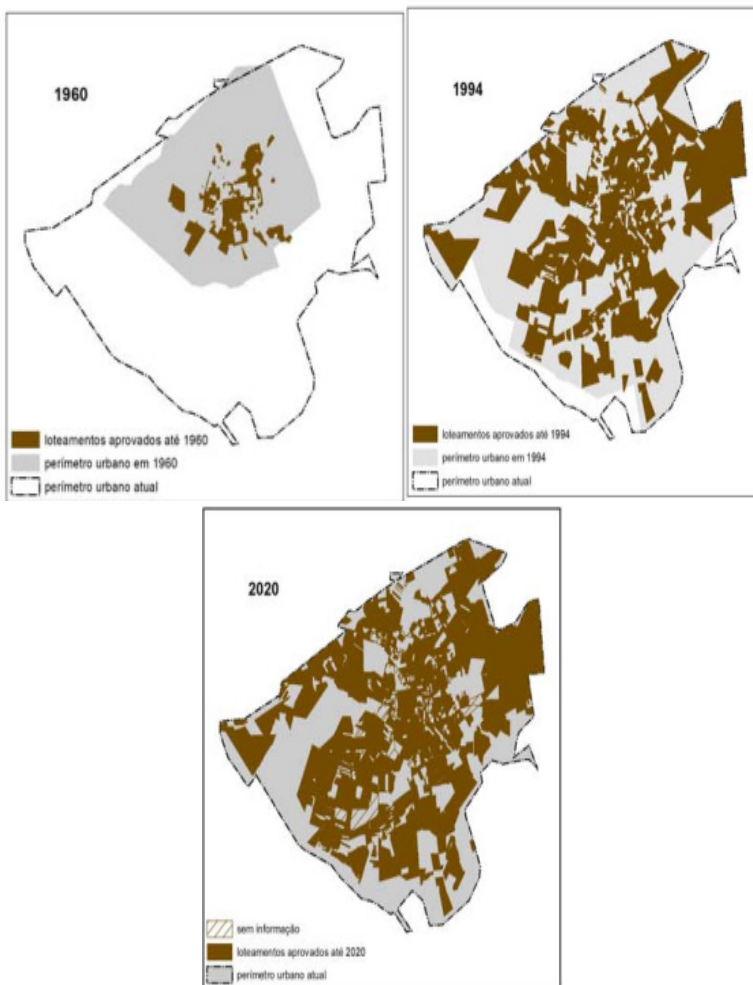 1960
loteamentos aprovados até 1960
perímetro urbano em 1960
perímetro urbano atual
1994
loteamentos aprovados até 1994
perímetro urbano em 1994
perímetro urbano atual
2020
sem informação
loteamentos aprovados até 2020
perímetro urbano atual